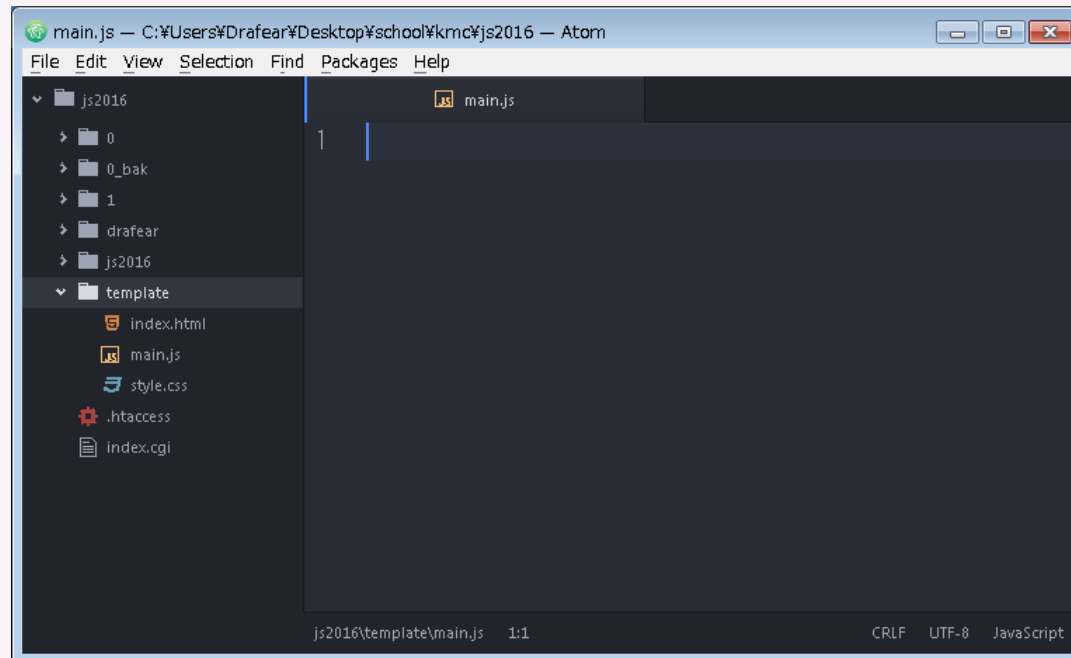 main.js — C:¥Users¥Drafear¥Desktop¥school¥kmc¥js2016 — Atom
File Edit View Selection Find Packages Help
js2016
main.js
0
1
0_bak
1
drafear
js2016
template
index.html
main.js
style.css
.htaccess
index.cgi
js2016\template\main.js 1:1 CRLF UTF-8 JavaScript